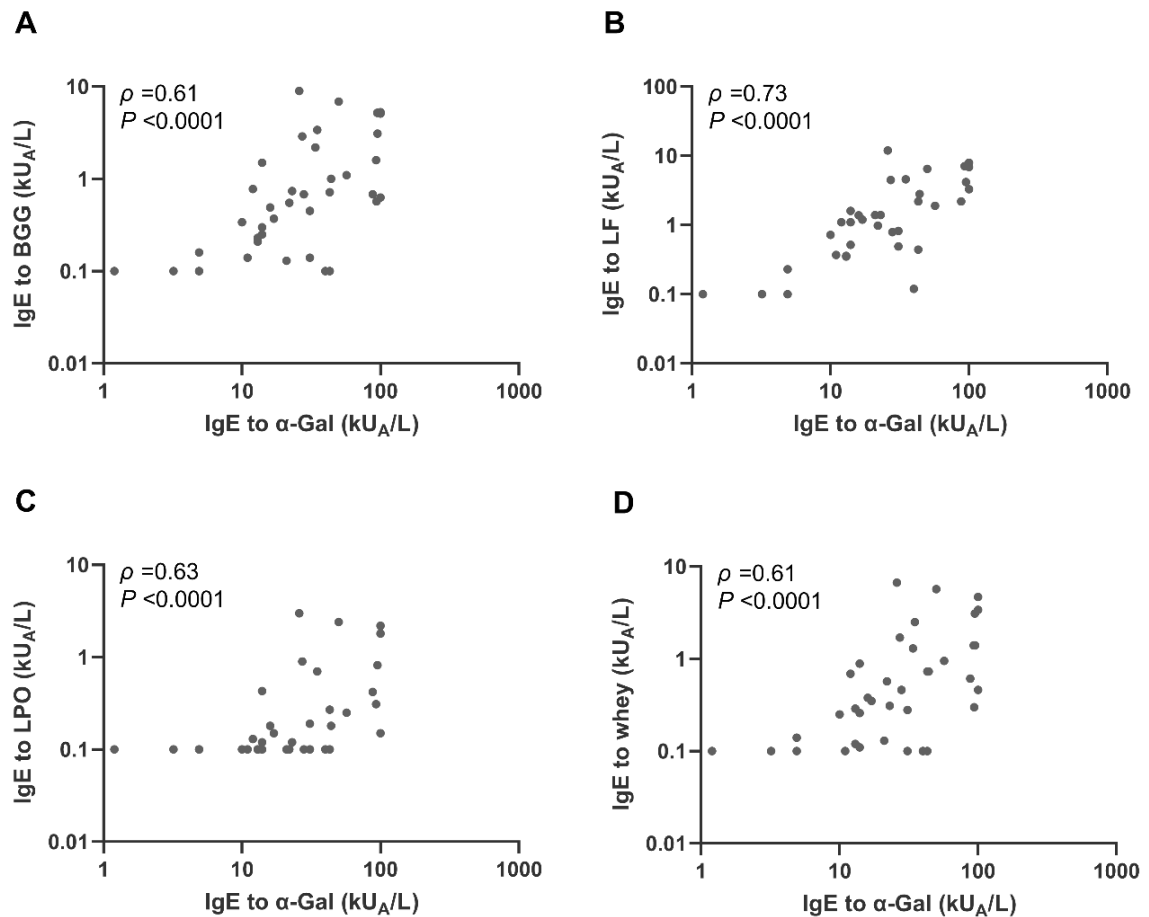 A
ρ =0.61
P <0.0001
10
1
0.1
0.01
IgE to BGG (kUA/L)
1 10 100 1000
IgE to α-Gal (kUA/L)
B
ρ =0.73
P <0.0001
100
10
1
0.1
0.01
IgE to LF (kUA/L)
1 10 100 1000
IgE to α-Gal (kUA/L)
C
ρ =0.63
P <0.0001
10
1
0.1
0.01
IgE to LPO (kUA/L)
1 10 100 1000
IgE to α-Gal (kUA/L)
D
ρ =0.61
P <0.0001
10
1
0.1
0.01
IgE to whey (kUA/L)
1 10 100 1000
IgE to α-Gal (kUA/L)